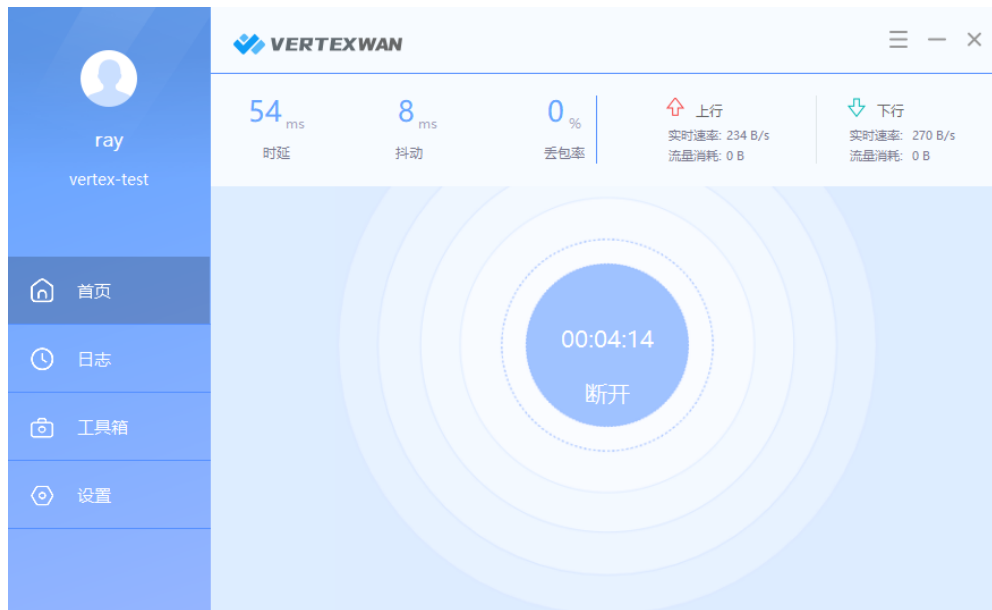 VERTEXWAN
ray
vertex-test
首页
日志
工具箱
设置
54 ms
时延
8 ms
抖动
0 %
丢包率
上行
实时速率: 234 B/s
流量消耗: 0 B
下行
实时速率: 270 B/s
流量消耗: 0 B
00:04:14
断开